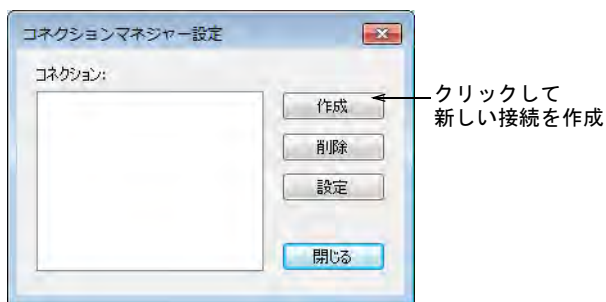 コネクションマネジャー設定
コネクション:
作成
クリックして
新しい接続を作成
削除
設定
閉じる